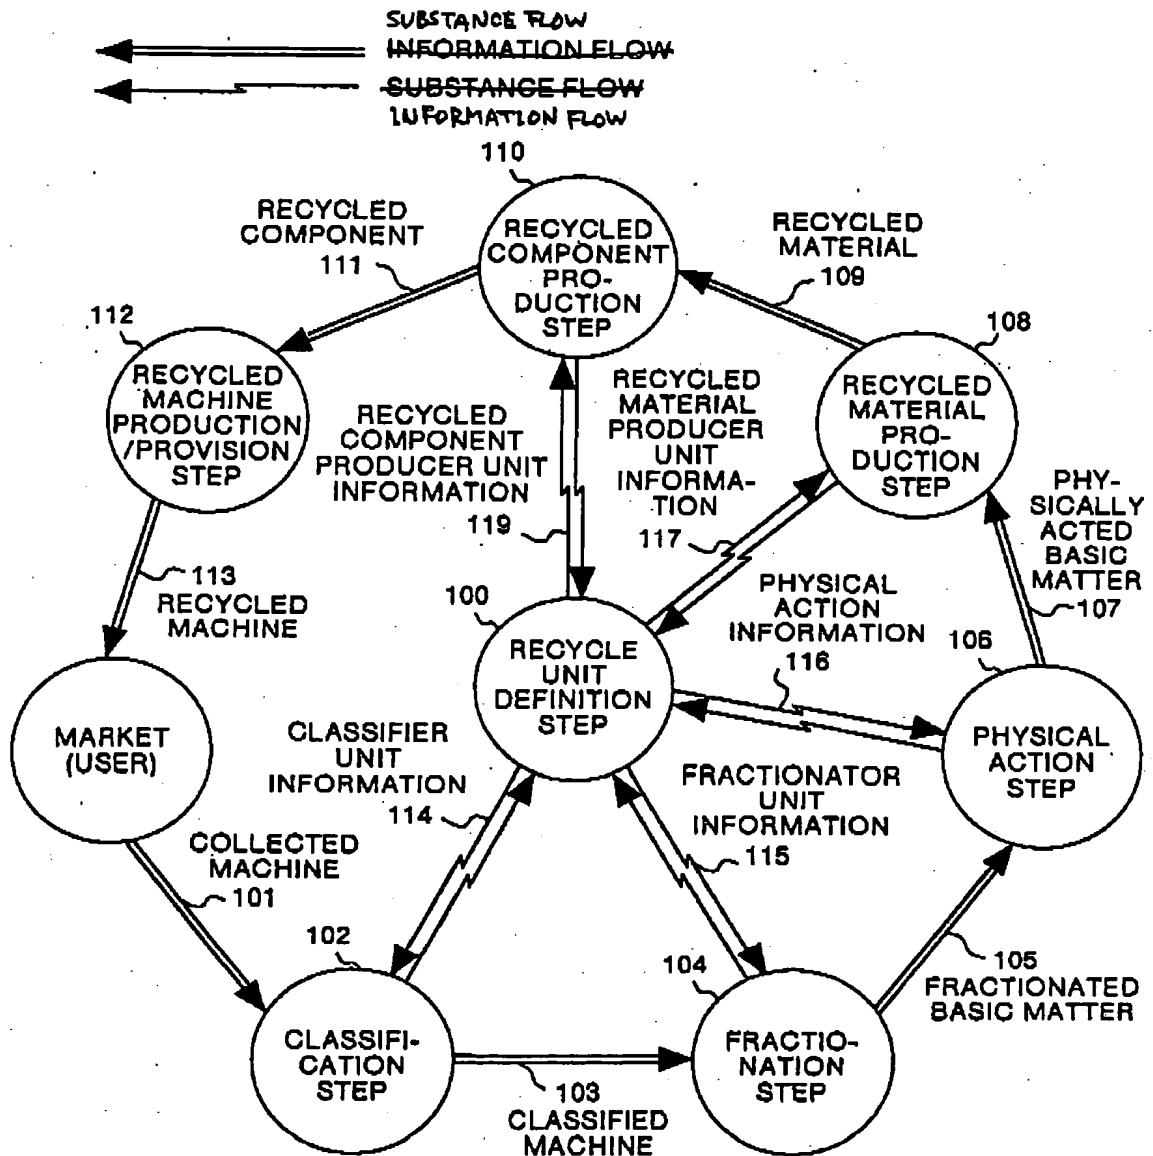 SUBSTANCE FLOW
INFORMATION FLOW
SUBSTANCE FLOW
INFORMATION FLOW
110
RECYCLED
COMPONENT
PRO-
DUCTION
STEP
RECYCLED
COMPONENT
111
RECYCLED
MATERIAL
109
112
RECYCLED
MACHINE
PRODUCTION
/PROVISION
STEP
108
RECYCLED
MATERIAL
PRO-
DUCTION
STEP
RECYCLED
COMPONENT
PRODUCER UNIT
INFORMATION
119
RECYCLED
MATERIAL
PRODUCER
UNIT
INFORMA-
TION
117
PHY-
SICALLY
ACTED
BASIC
MATTER
107
113
RECYCLED
MACHINE
100
RECYCLE
UNIT
DEFINITION
STEP
PHYSICAL
ACTION
INFORMATION
116
106
PHYSICAL
ACTION
STEP
MARKET
(USER)
CLASSIFIER
UNIT
INFORMATION
114
FRACTIONATOR
UNIT
INFORMATION
115
COLLECTED
MACHINE
101
102
CLASSIFI-
CATION
STEP
104
FRACTIO-
NATION
STEP
105
FRACTIONATED
BASIC MATTER
103
CLASSIFIED
MACHINE